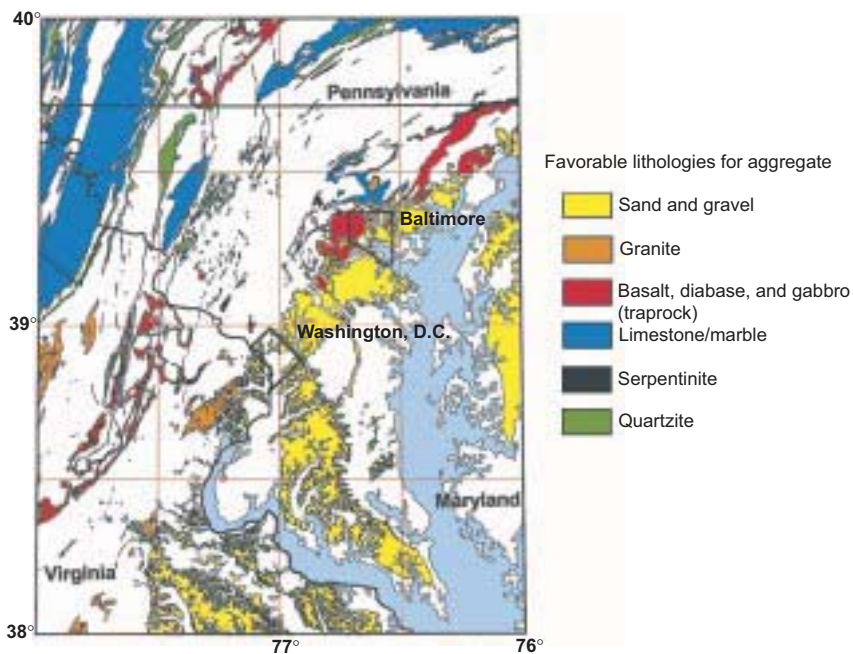 40°
Pennsylvania
Baltimore
39°
Washington, D.C.
Maryland
Virginia
38°
77°
76°
Favorable lithologies for aggregate
Sand and gravel
Granite
Basalt, diabase, and gabbro
(traprock)
Limestone/marble
Serpentinite
Quartzite